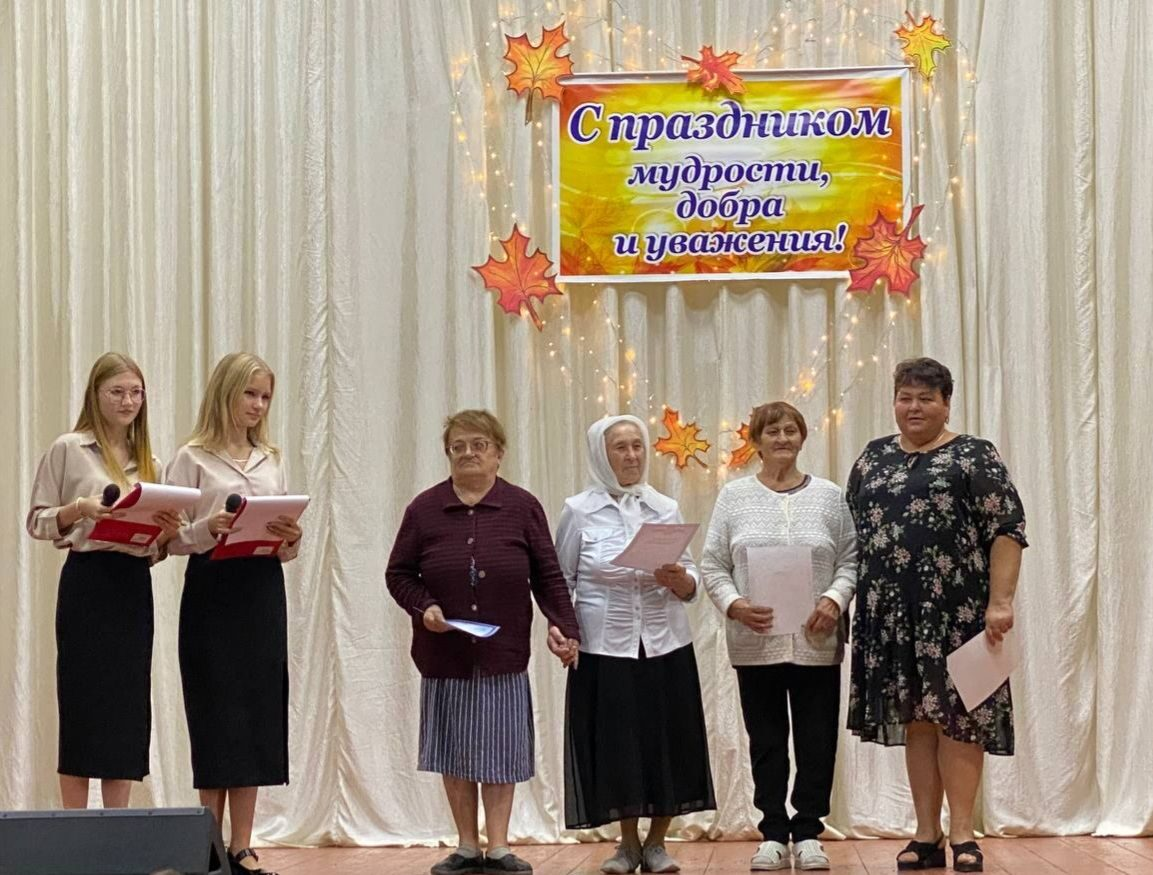 С праздником
мудрости,
добра
и уважения!